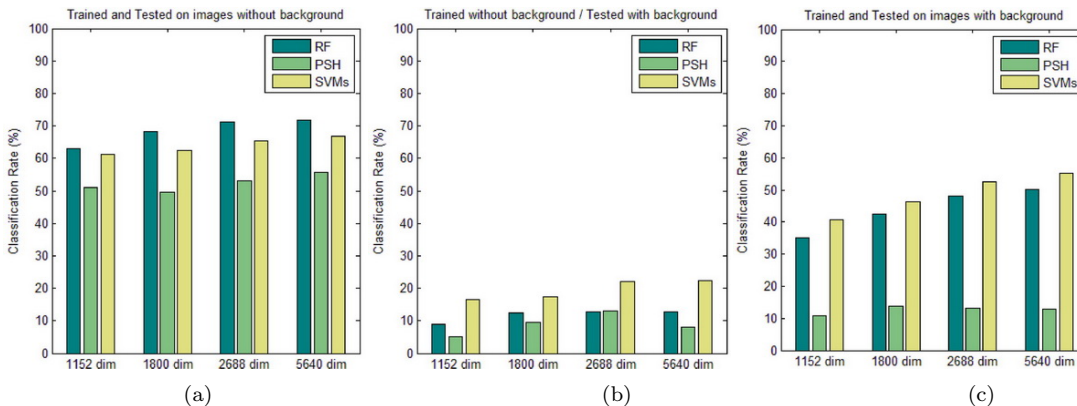 Trained and Tested on images without background
100
90
80
70
60
50
40
30
20
10
0
Classification Rate (%)
RF
PSH
SVMs
1152 dim 1800 dim 2688 dim 5640 dim
(a)
Trained without background / Tested with background
100
90
80
70
60
50
40
30
20
10
0
Classification Rate (%)
RF
PSH
SVMs
1152 dim 1800 dim 2688 dim 5640 dim
(b)
Trained and Tested on images with background
100
90
80
70
60
50
40
30
20
10
0
Classification Rate (%)
RF
PSH
SVMs
1152 dim 1800 dim 2688 dim 5640 dim
(c)